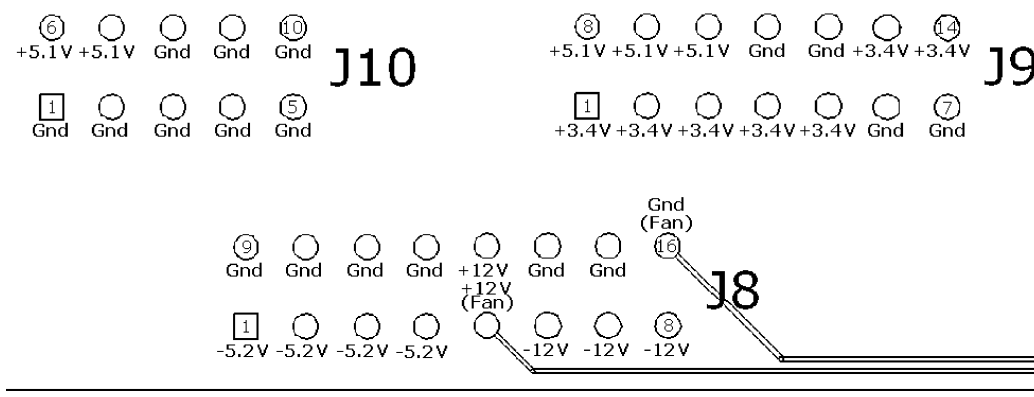 6 10 8 14
+5.1V +5.1V Gnd Gnd Gnd +5.1V +5.1V +5.1V Gnd Gnd +3.4V +3.4V
J10 J9
1 5 1 7
Gnd Gnd Gnd Gnd Gnd +3.4V +3.4V +3.4V +3.4V +3.4V Gnd Gnd
Gnd
(Fan)
9 16
Gnd Gnd Gnd Gnd +12V Gnd Gnd
J8
+12V
(Fan)
1 8
-5.2V -5.2V -5.2V -5.2V -12V -12V -12V